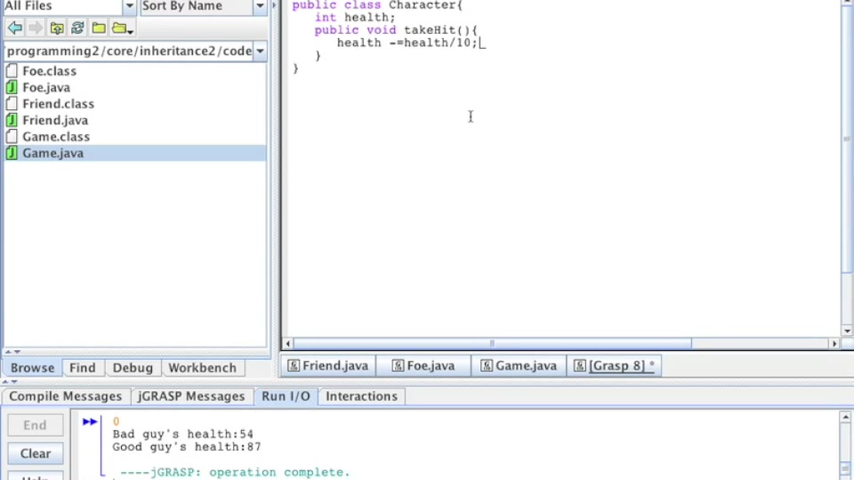 All Files
Sort By Name
programming2/core/inheritance2/code
Foe.class
Foe.java
Friend.class
Friend.java
Game.class
Game.java
public class Character{
int health;
public void takeHit(){
health -=health/10;
}
}
Browse
Find
Debug
Workbench
Friend.java
Foe.java
Game.java
[Grasp 8] *
Compile Messages
jGRASP Messages
Run I/O
Interactions
End
Clear
Help
0
Bad guy's health:54
Good guy's health:87
----jGRASP: operation complete.